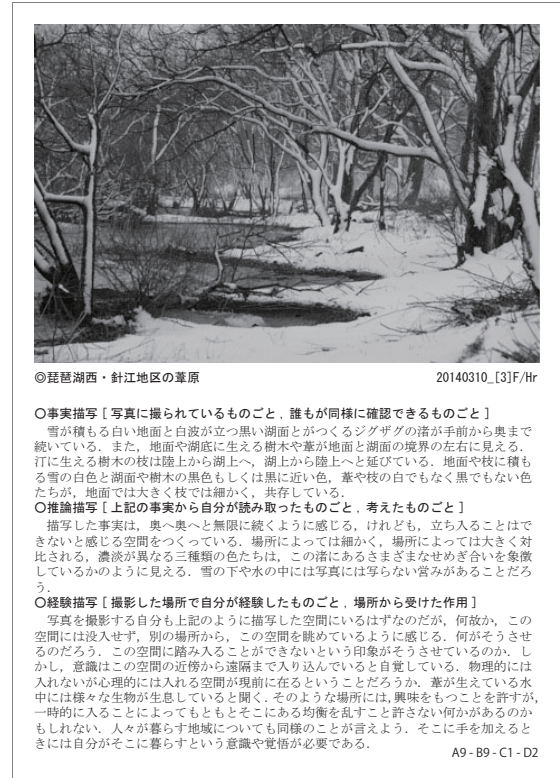 ◎琵琶湖西・針江地区の葦原
20140310_[3]F/Hr
○事実描写 [ 写真に撮られているものごと , 誰もが同様に確認できるものごと ]
雪が積もる白い地面と白波が立つ黒い湖面とがつくるジグザグの渚が手前から奥まで
続いている．また，地面や湖底に生える樹木や葦が地面と湖面の境界の左右に見える．
汀に生える樹木の枝は陸上から湖上へ，湖上から陸上へと延びている．地面や枝に積も
る雪の白色と湖面や樹木の黒色もしくは黒に近い色，葦や枝の白でもなく黒でもない色
たちが，地面では大きく枝では細かく，共存している．
○推論描写 [ 上記の事実から自分が読み取ったものごと , 考えたものごと ]
描写した事実は，奥へ奥へと無限に続くように感じる，けれども，立ち入ることはで
きないと感じる空間をつくっている．場所によっては細かく，場所によっては大きく対
比される，濃淡が異なる三種類の色たちは，この渚にあるさまざまなせめぎ合いを象徴
しているかのように見える．雪の下や水の中には写真には写らない営みがあることだろ
う．
○経験描写 [ 撮影した場所で自分が経験したものごと , 場所から受けた作用 ]
写真を撮影する自分も上記のように描写した空間にいるはずなのだが，何故か，この
空間には没入せず，別の場所から，この空間を眺めているように感じる．何がそうさせ
るのだろう．この空間に踏み入ることができないという印象がそうさせているのか．し
かし，意識はこの空間の近傍から遠隔まで入り込んでいると自覚している．物理的には
入れないが心理的には入れる空間が現前に在るということだろうか．葦が生えている水
中には様々な生物が生息していると聞く．そのような場所には，興味をもつことを許すが，
一時的に入ることによってもともとそこにある均衡を乱すこと許さない何かがあるのか
もしれない．人々が暮らす地域についても同様のことが言えよう．そこに手を加えると
きには自分がそこに暮らすという意識や覚悟が必要である．
A9 - B9 - C1 - D2